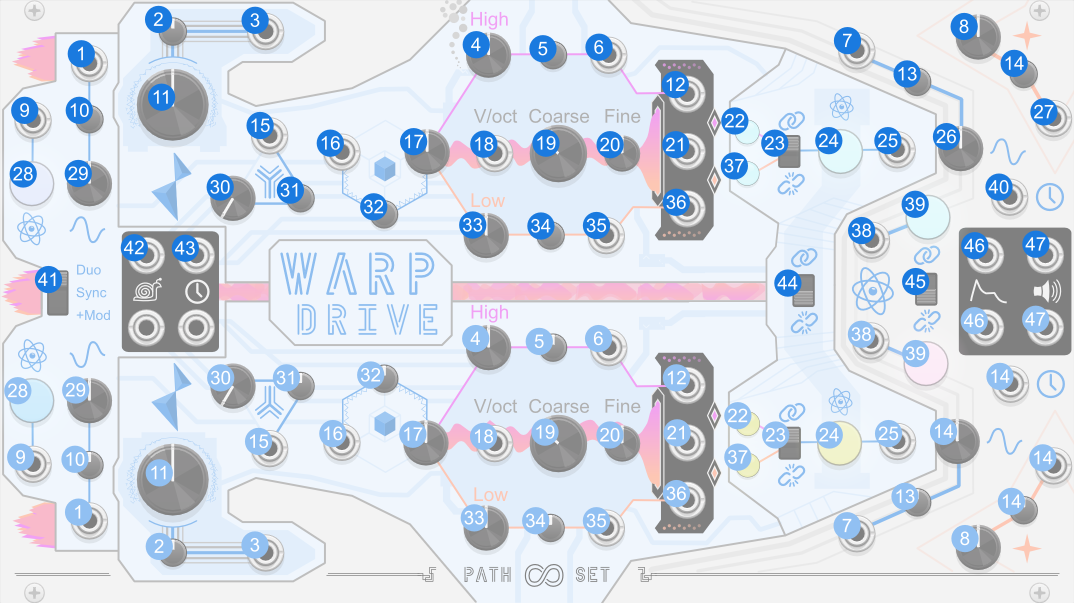 2 3 High 4 5 6 7 8
1 13 14
9 10 11 12 27
15 V/oct Coarse Fine 22
16 17 18 19 20 21 23 24 25 26
28 29 37
30 31 32 Low 36 40 39
33 34 35 38
42 43 46 47
41 Duo
Sync
+Mod
WARP
DRIVE
44 45
High
4 5 6 46 47
38 39
28 29 30 31 32 12 14
V/oct Coarse Fine 22
15 16 17 18 19 20 21 23 24 25 14
9 10 11 37 14
Low 36 13 14
1 33 34 35 7
2 3 8
PATH SET